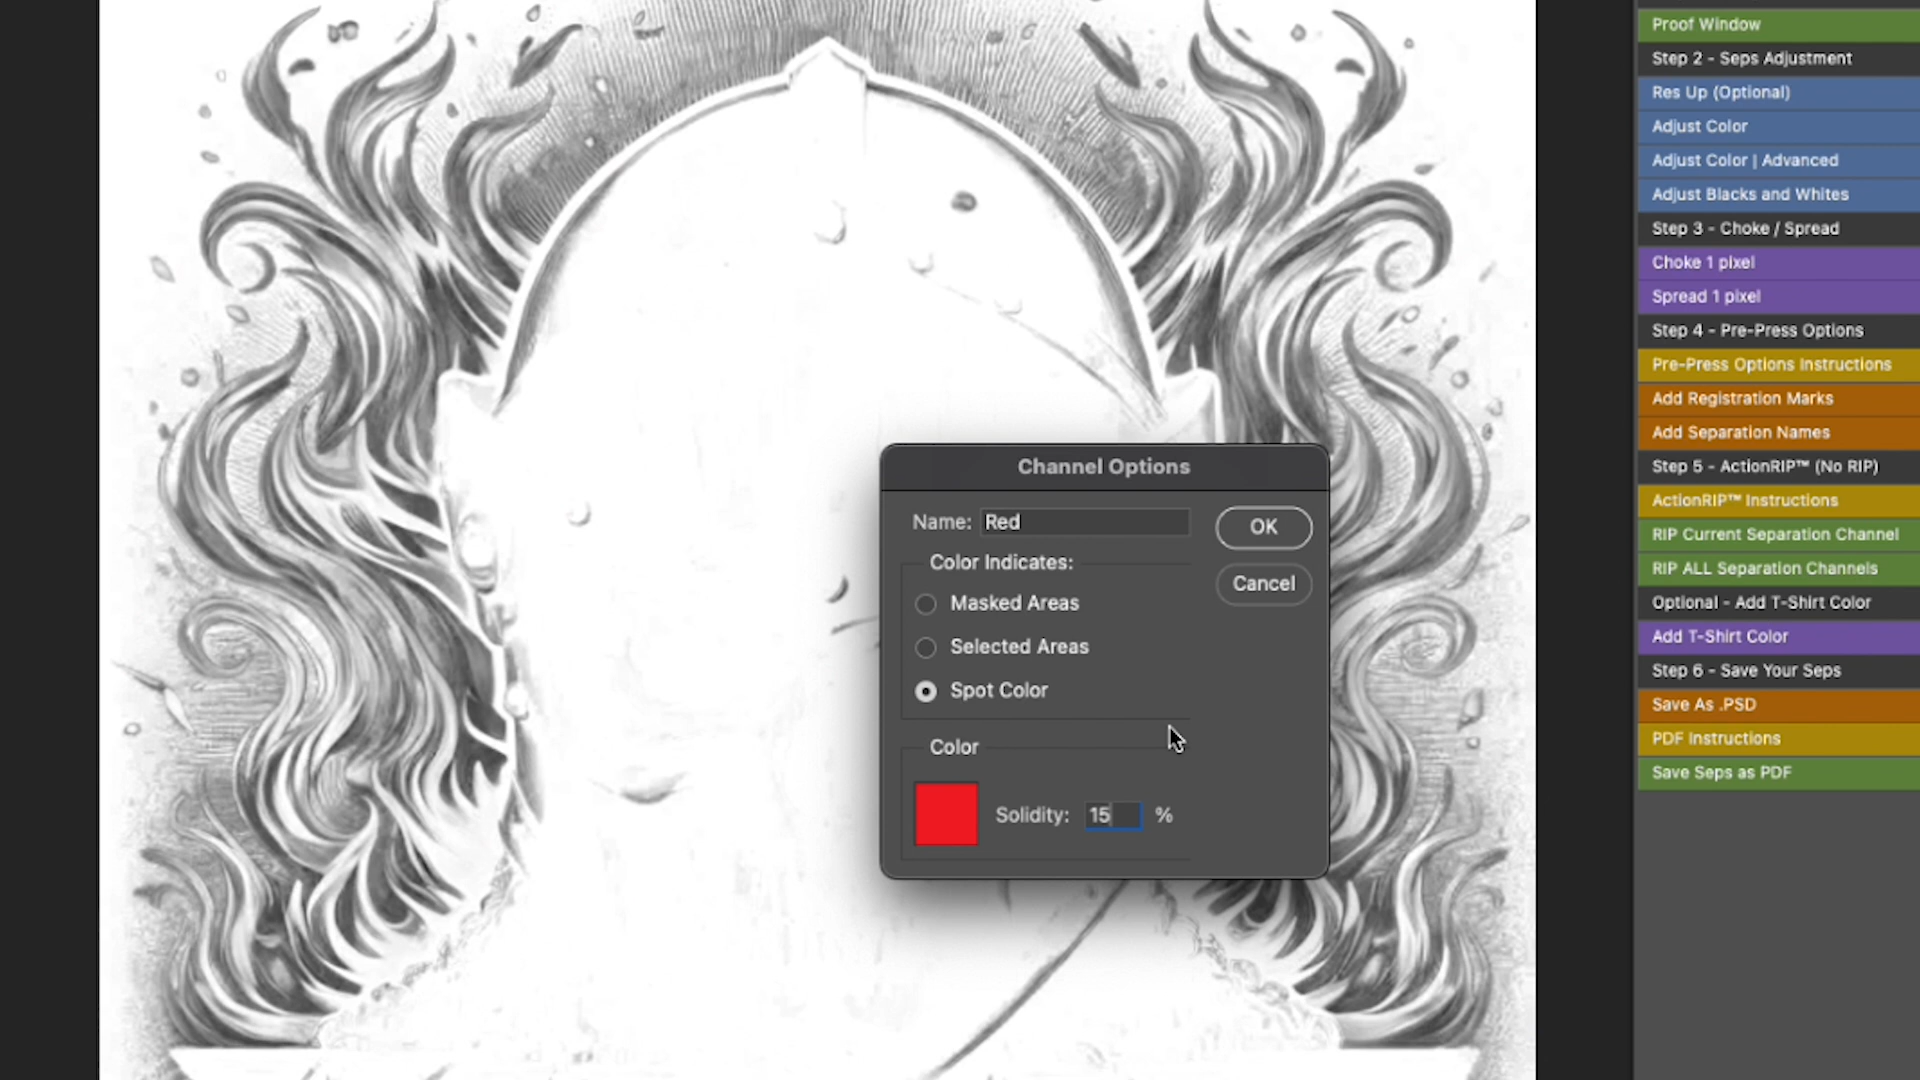 Channel Options
Name: Red
OK
Color Indicates:
Cancel
Masked Areas
Selected Areas
Spot Color
Color
Solidity: 15 %
Proof Window
Step 2 - Seps Adjustment
Res Up (Optional)
Adjust Color
Adjust Color | Advanced
Adjust Blacks and Whites
Step 3 - Choke / Spread
Choke 1 pixel
Spread 1 pixel
Step 4 - Pre-Press Options
Pre-Press Options Instructions
Add Registration Marks
Add Separation Names
Step 5 - ActionRIP™ (No RIP)
ActionRIP™ Instructions
RIP Current Separation Channel
RIP ALL Separation Channels
Optional - Add T-Shirt Color
Add T-Shirt Color
Step 6 - Save Your Seps
Save As .PSD
PDF Instructions
Save Seps as PDF